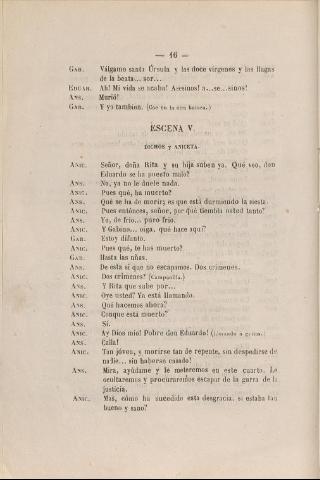 — 16 —
GAB. Válgame santa Úrsula y las doce vírgenes y las llagas
de la beata... sor...
EDUAR. Ah! Mi vida se acaba! Asesinos! a...se...sinos!
ANS. Murió!
GAB. Y yo tambien. (Cae en la otra butaca.)
ESCENA V.
DICHOS y ANICETA.
ANIC. Señor, doña Rita y su hija suben ya. Qué veo, don
Eduardo se ha puesto malo?
ANS. No, ya no le duele nada.
ANIC. Pues qué, ha muerto?
ANS. Qué se ha de morir; es que está durmiendo la siesta.
ANIC. Pues entónces, señor, por qué tiembla usted tanto?
ANS. Yo, de frio... puro frio.
ANIC. Y Gabino... oiga, qué hace aquí?
GAB. Estoy difunto.
ANIC. Pues qué, te has muerto?
GAB. Hasta las uñas.
ANS. De esta sí que no escapamos. Dos crímenes.
ANIC. Dos crímenes! (Campanilla.)
ANS. Y Rita que sube por...
ANIC. Oye usted? Ya está llamando.
ANS. Qué hacemos ahora?
ANIC. Conque está muerto?
ANS. Sí.
ANIC. Ay Dios mio! Pobre don Eduardo! (Llorando a gritos.)
ANS. Calla!
ANIC. Tan jóven, y morirse tan de repente, sin despedirse de
nadie... sin haberse casado!
ANS. Mira, ayúdame y le meteremos en este cuarto. Le
ocultaremos y procuraremos escapar de la garra de la
justicia.
ANIC. Mas, cómo ha sucedido esta desgracia, si estaba tan
bueno y sano?